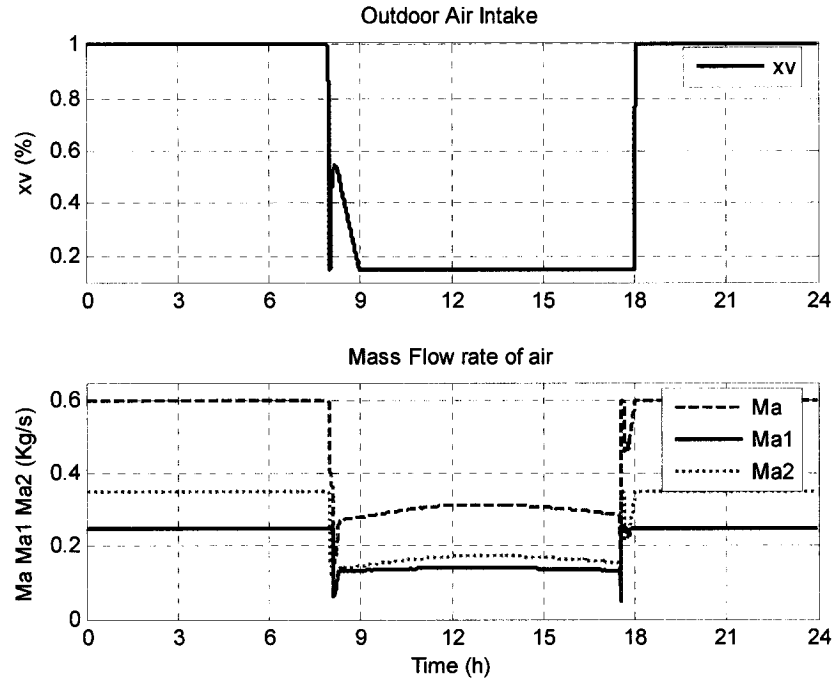 Outdoor Air Intake
1
xv
0.8
0.6
0.4
0.2
xv (%)
0 3 6 9 12 15 18 21 24
Mass Flow rate of air
0.6
Ma
Ma1
Ma2
0.4
0.2
0
Ma Ma1 Ma2 (Kg/s)
0 3 6 9 12 15 18 21 24
Time (h)